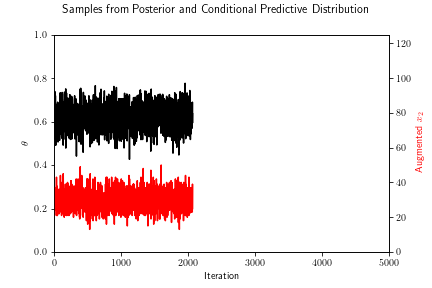 Samples from Posterior and Conditional Predictive Distribution
1.0
0.8
0.6
0.4
0.2
0.0
θ
120
100
80
60
40
20
0
Augmented x₂
0 1000 2000 3000 4000 5000
Iteration